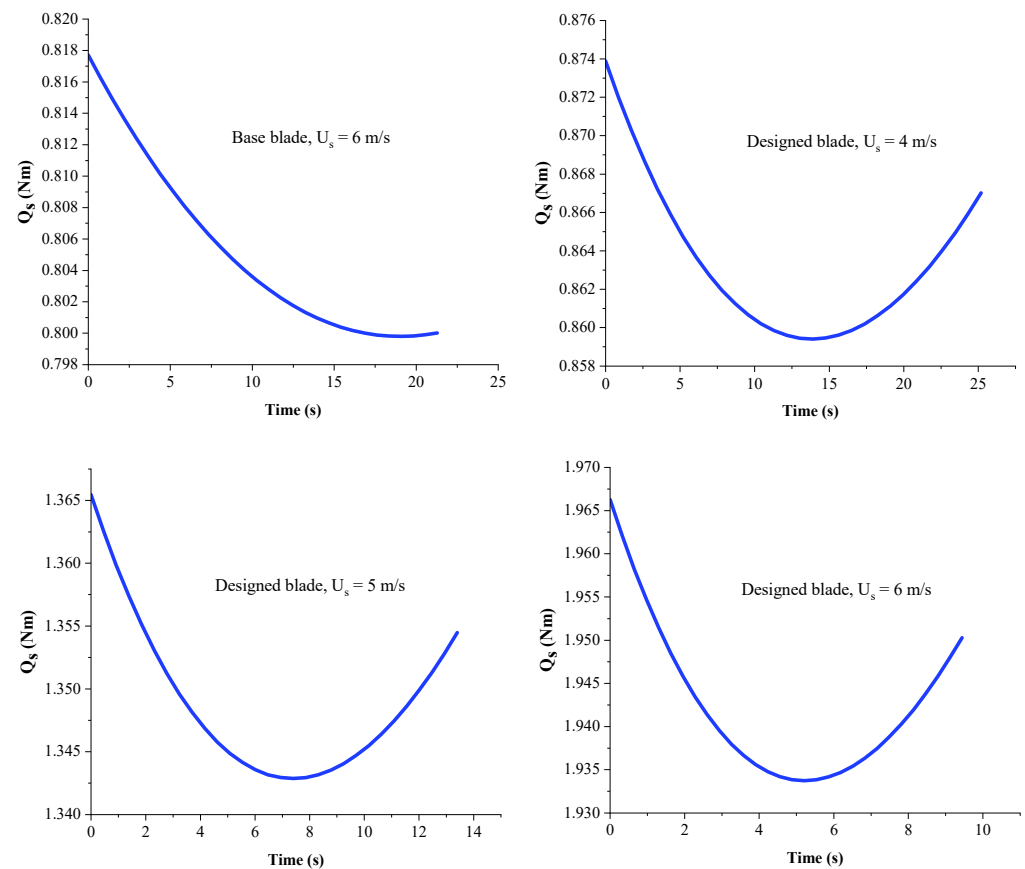 0.820
0.818
0.816
0.814
0.812
0.810
0.808
0.806
0.804
0.802
0.800
0.798
Qs (Nm)
Base blade, Us = 6 m/s
0 5 10 15 20 25
Time (s)
0.876
0.874
0.872
0.870
0.868
0.866
0.864
0.862
0.860
0.858
Qs (Nm)
Designed blade, Us = 4 m/s
0 5 10 15 20 25
Time (s)
1.365
1.360
1.355
1.350
1.345
1.340
Qs (Nm)
Designed blade, Us = 5 m/s
0 2 4 6 8 10 12 14
Time (s)
1.970
1.965
1.960
1.955
1.950
1.945
1.940
1.935
1.930
Qs (Nm)
Designed blade, Us = 6 m/s
0 2 4 6 8 10
Time (s)